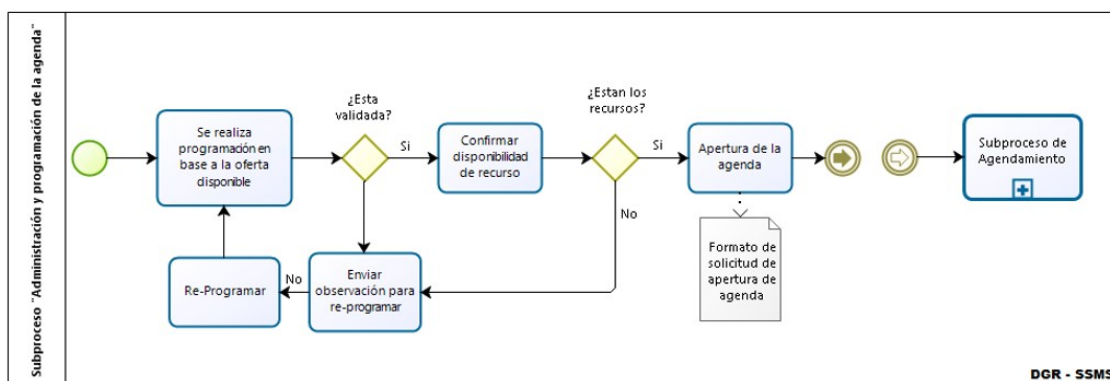 Subproceso "Administración y programación de la agenda"
Se realiza
programación en
base a la oferta
disponible
¿Esta
validada?
Si
Confirmar
disponibilidad
de recurso
¿Estan los
recursos?
Si
Apertura de la
agenda
Subproceso de
Agendamiento
No
Re-Programar
No
Enviar
observación para
re-programar
Formato de
solicitud de
apertura de
agenda
DGR - SSMS